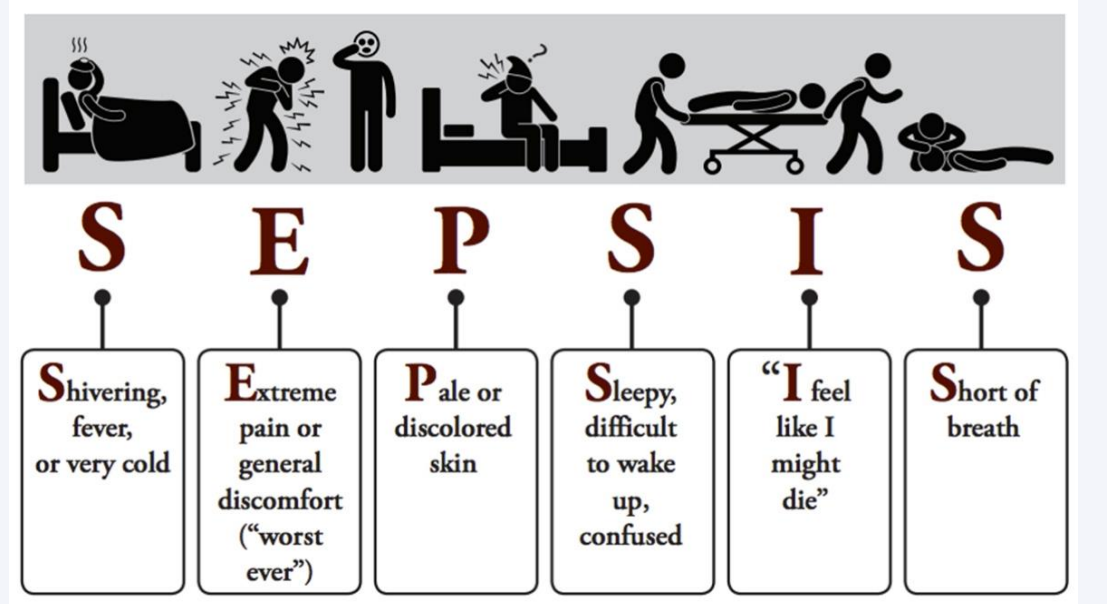 ?
S E P S I S
Shivering,
fever,
or very cold
Extreme
pain or
general
discomfort
(“worst
ever”)
Pale or
discolored
skin
Sleepy,
difficult
to wake
up,
confused
“I feel
like I
might
die”
Short of
breath